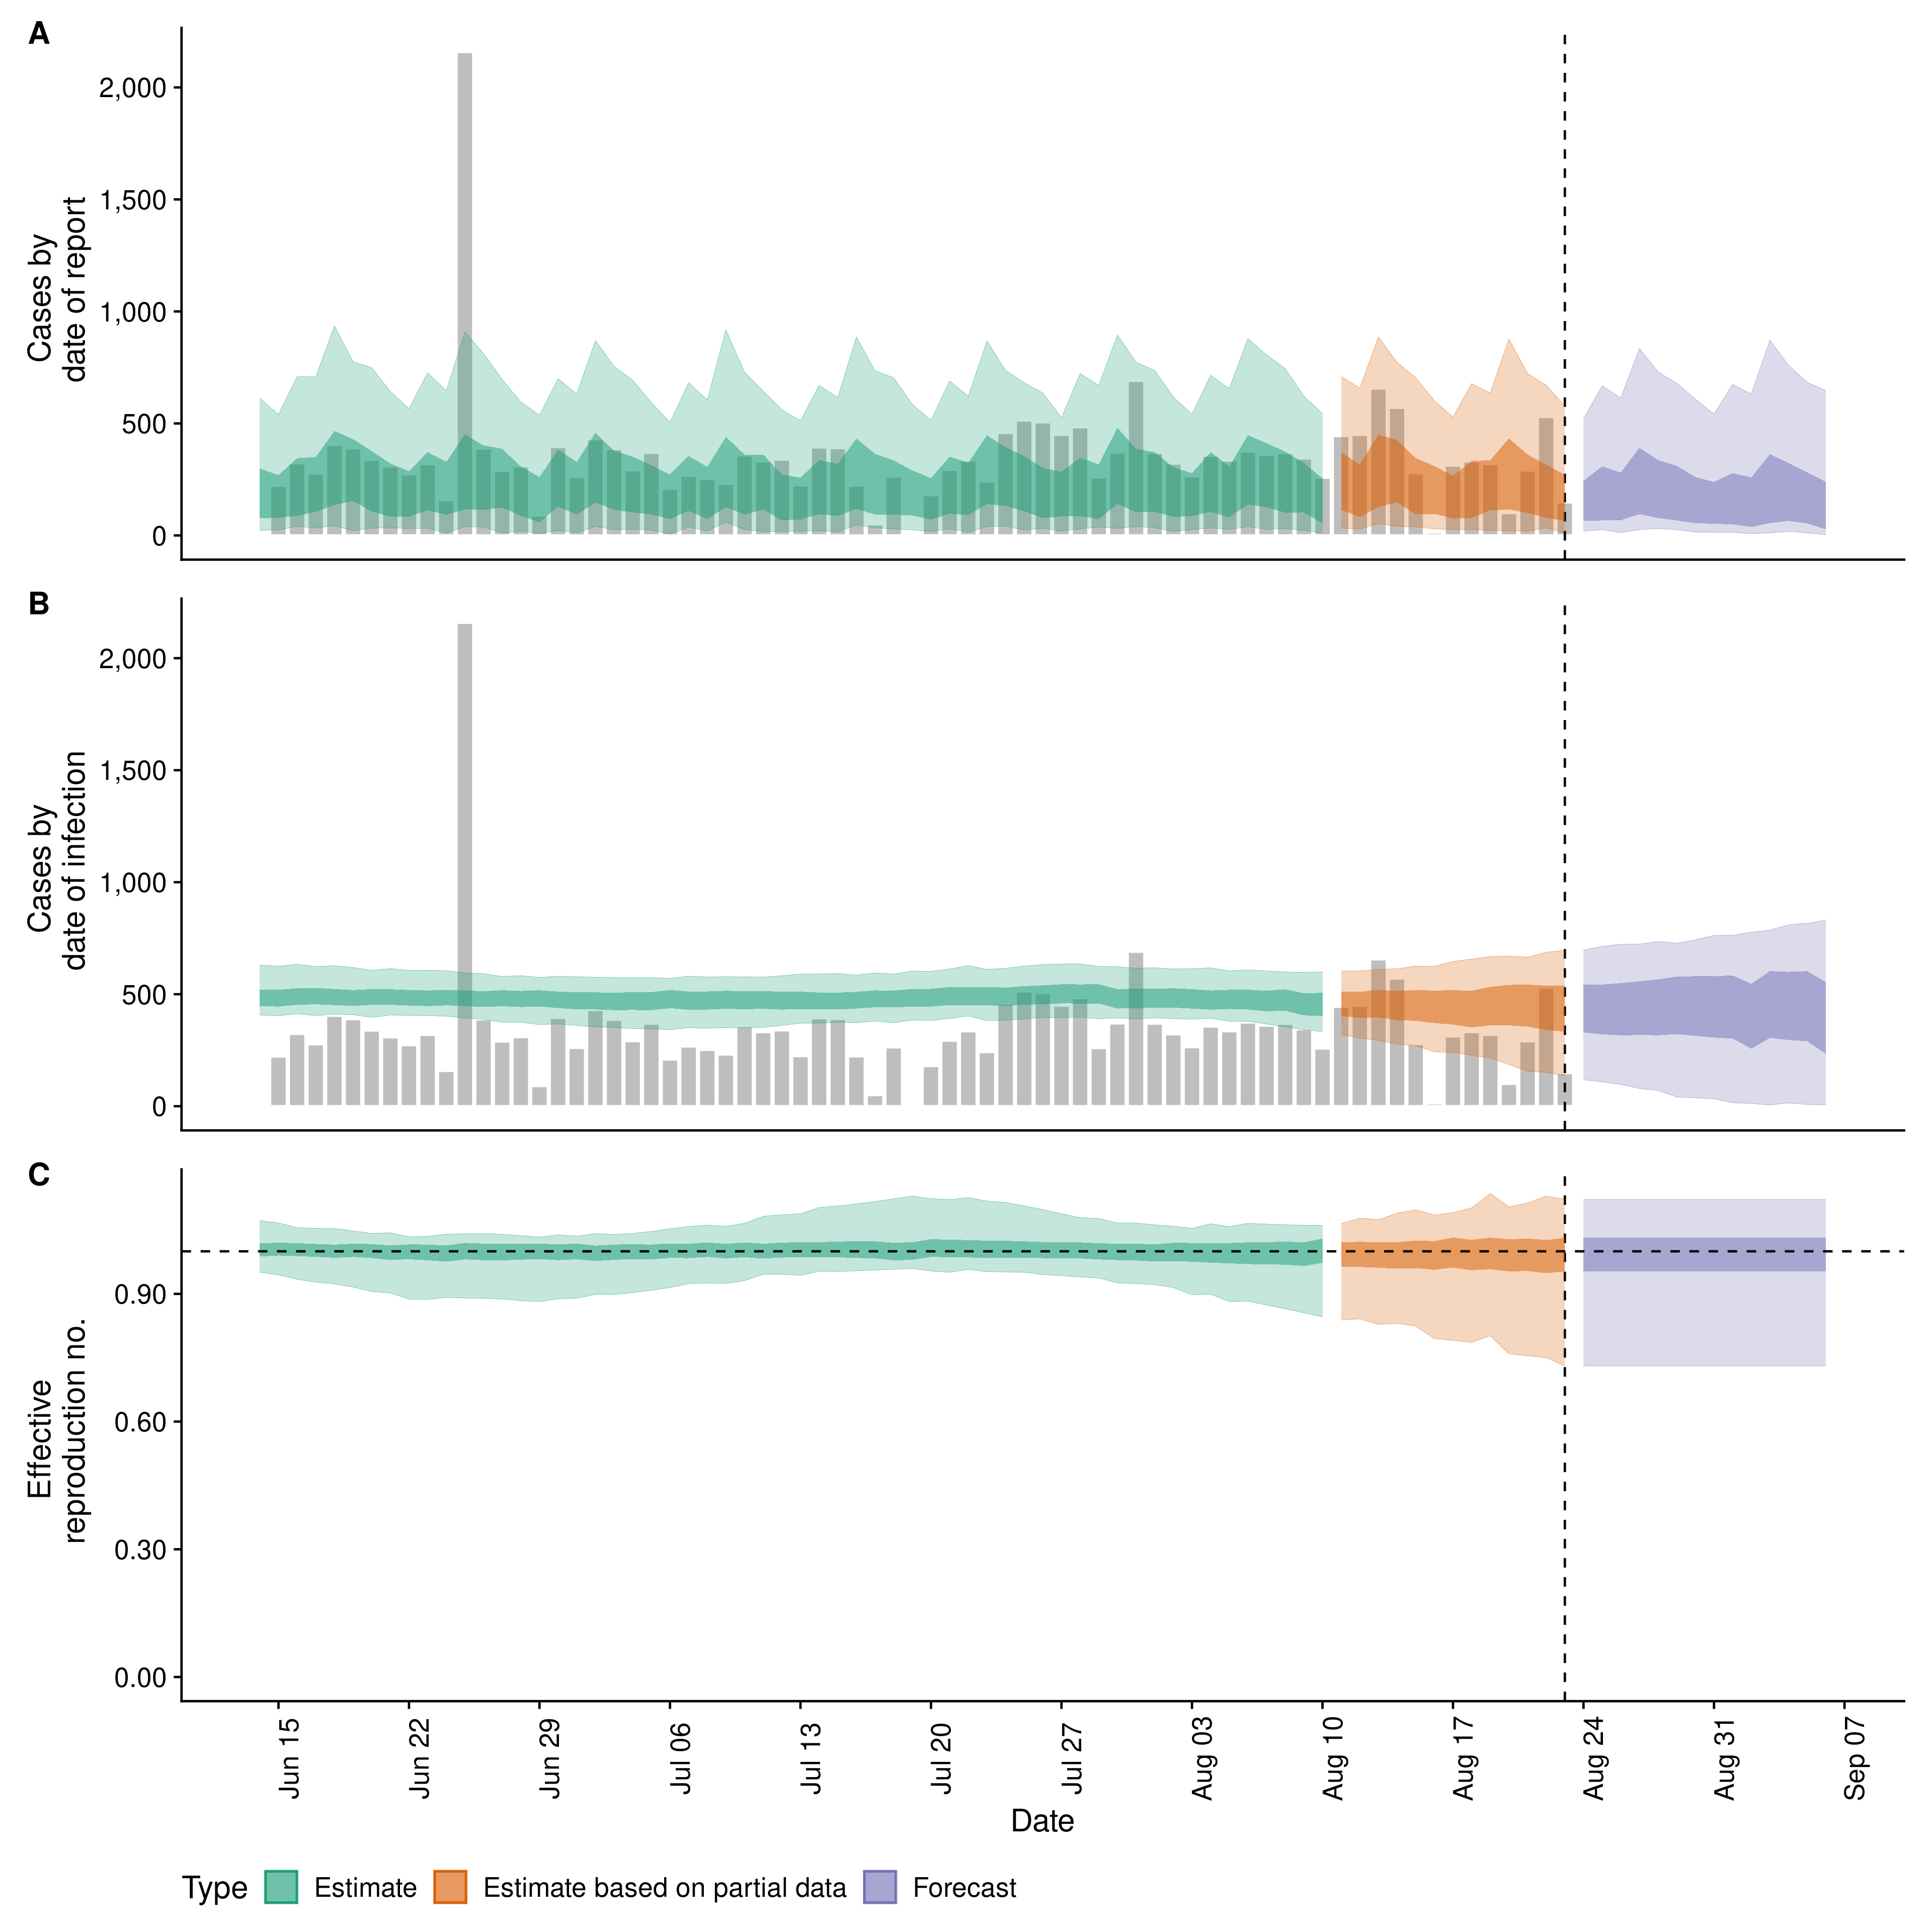 A
Cases by
date of report
2,000
1,500
1,000
500
0
B
Cases by
date of infection
2,000
1,500
1,000
500
0
C
Effective
reproduction no.
0.90
0.60
0.30
0.00
Jun 15
Jun 22
Jun 29
Jul 06
Jul 13
Jul 20
Jul 27
Aug 03
Aug 10
Aug 17
Aug 24
Aug 31
Sep 07
Date
Type Estimate Estimate based on partial data Forecast